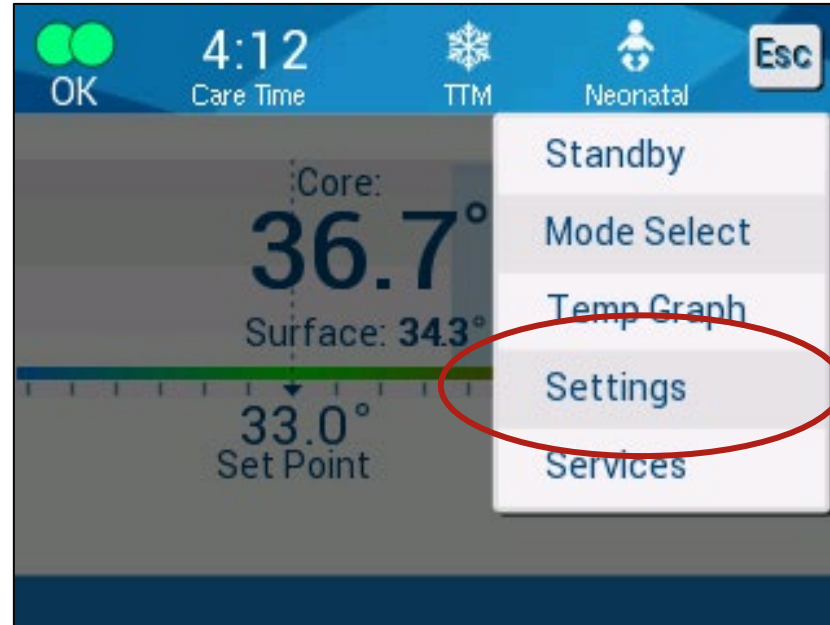 4:12
Esc
OK
Care Time
TTM
Neonatal
Core:
36.7°
Surface: 34.3°
33.0°
Set Point
Standby
Mode Select
Temp Graph
Settings
Services